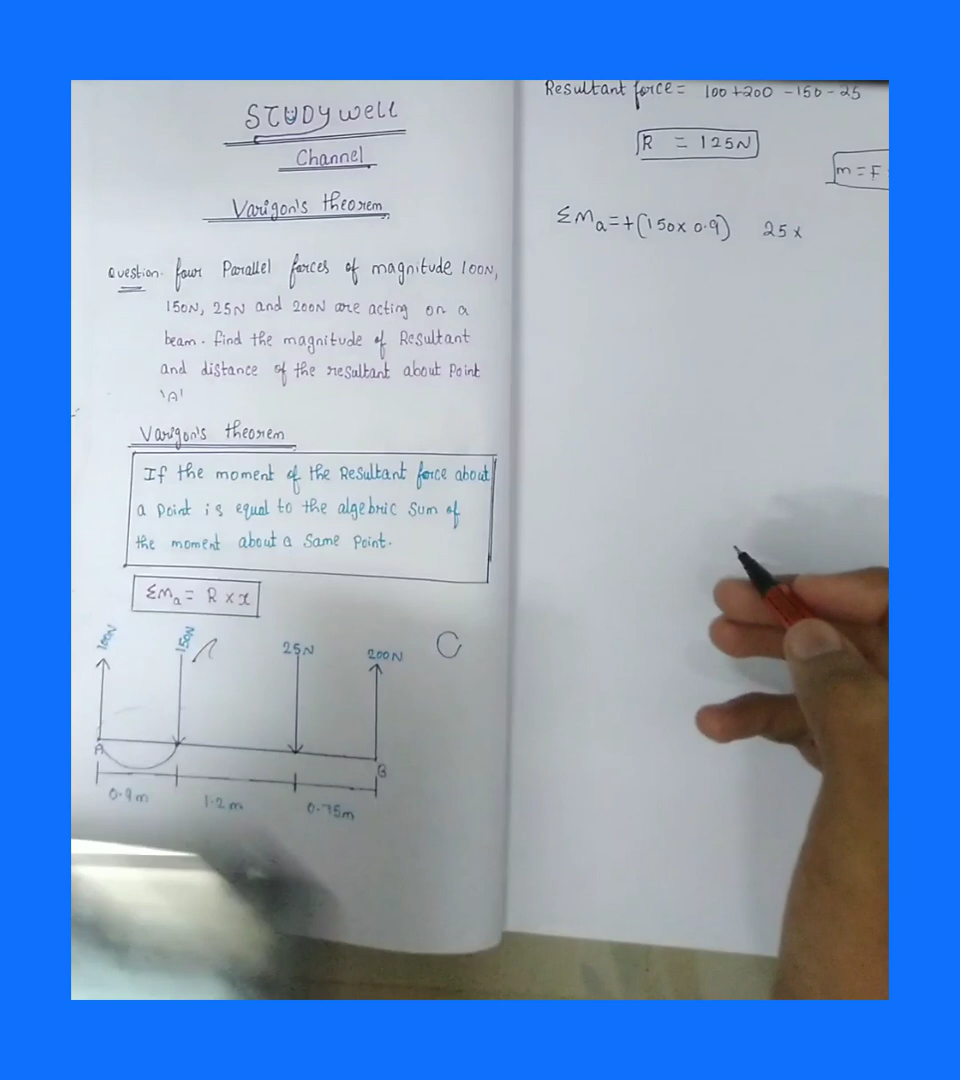 STUDY well
Channel
Varigon's theorem
Question. four Parallel forces of magnitude 100N,
150N, 25N and 200N are acting on a
beam. find the magnitude of Resultant
and distance of the resultant about Point
'A'
Varigon's theorem
If the moment of the Resultant force about
a point is equal to the algebric sum of
the moment about a same point.
Σma = R × x
100N 150N 25N 200N
A
B
0.9m 1.2m 0.75m
Resultant force = 100 + 200 - 150 - 25
R = 125N
m = F
ΣMa = +(150 × 0.9) 25 ×